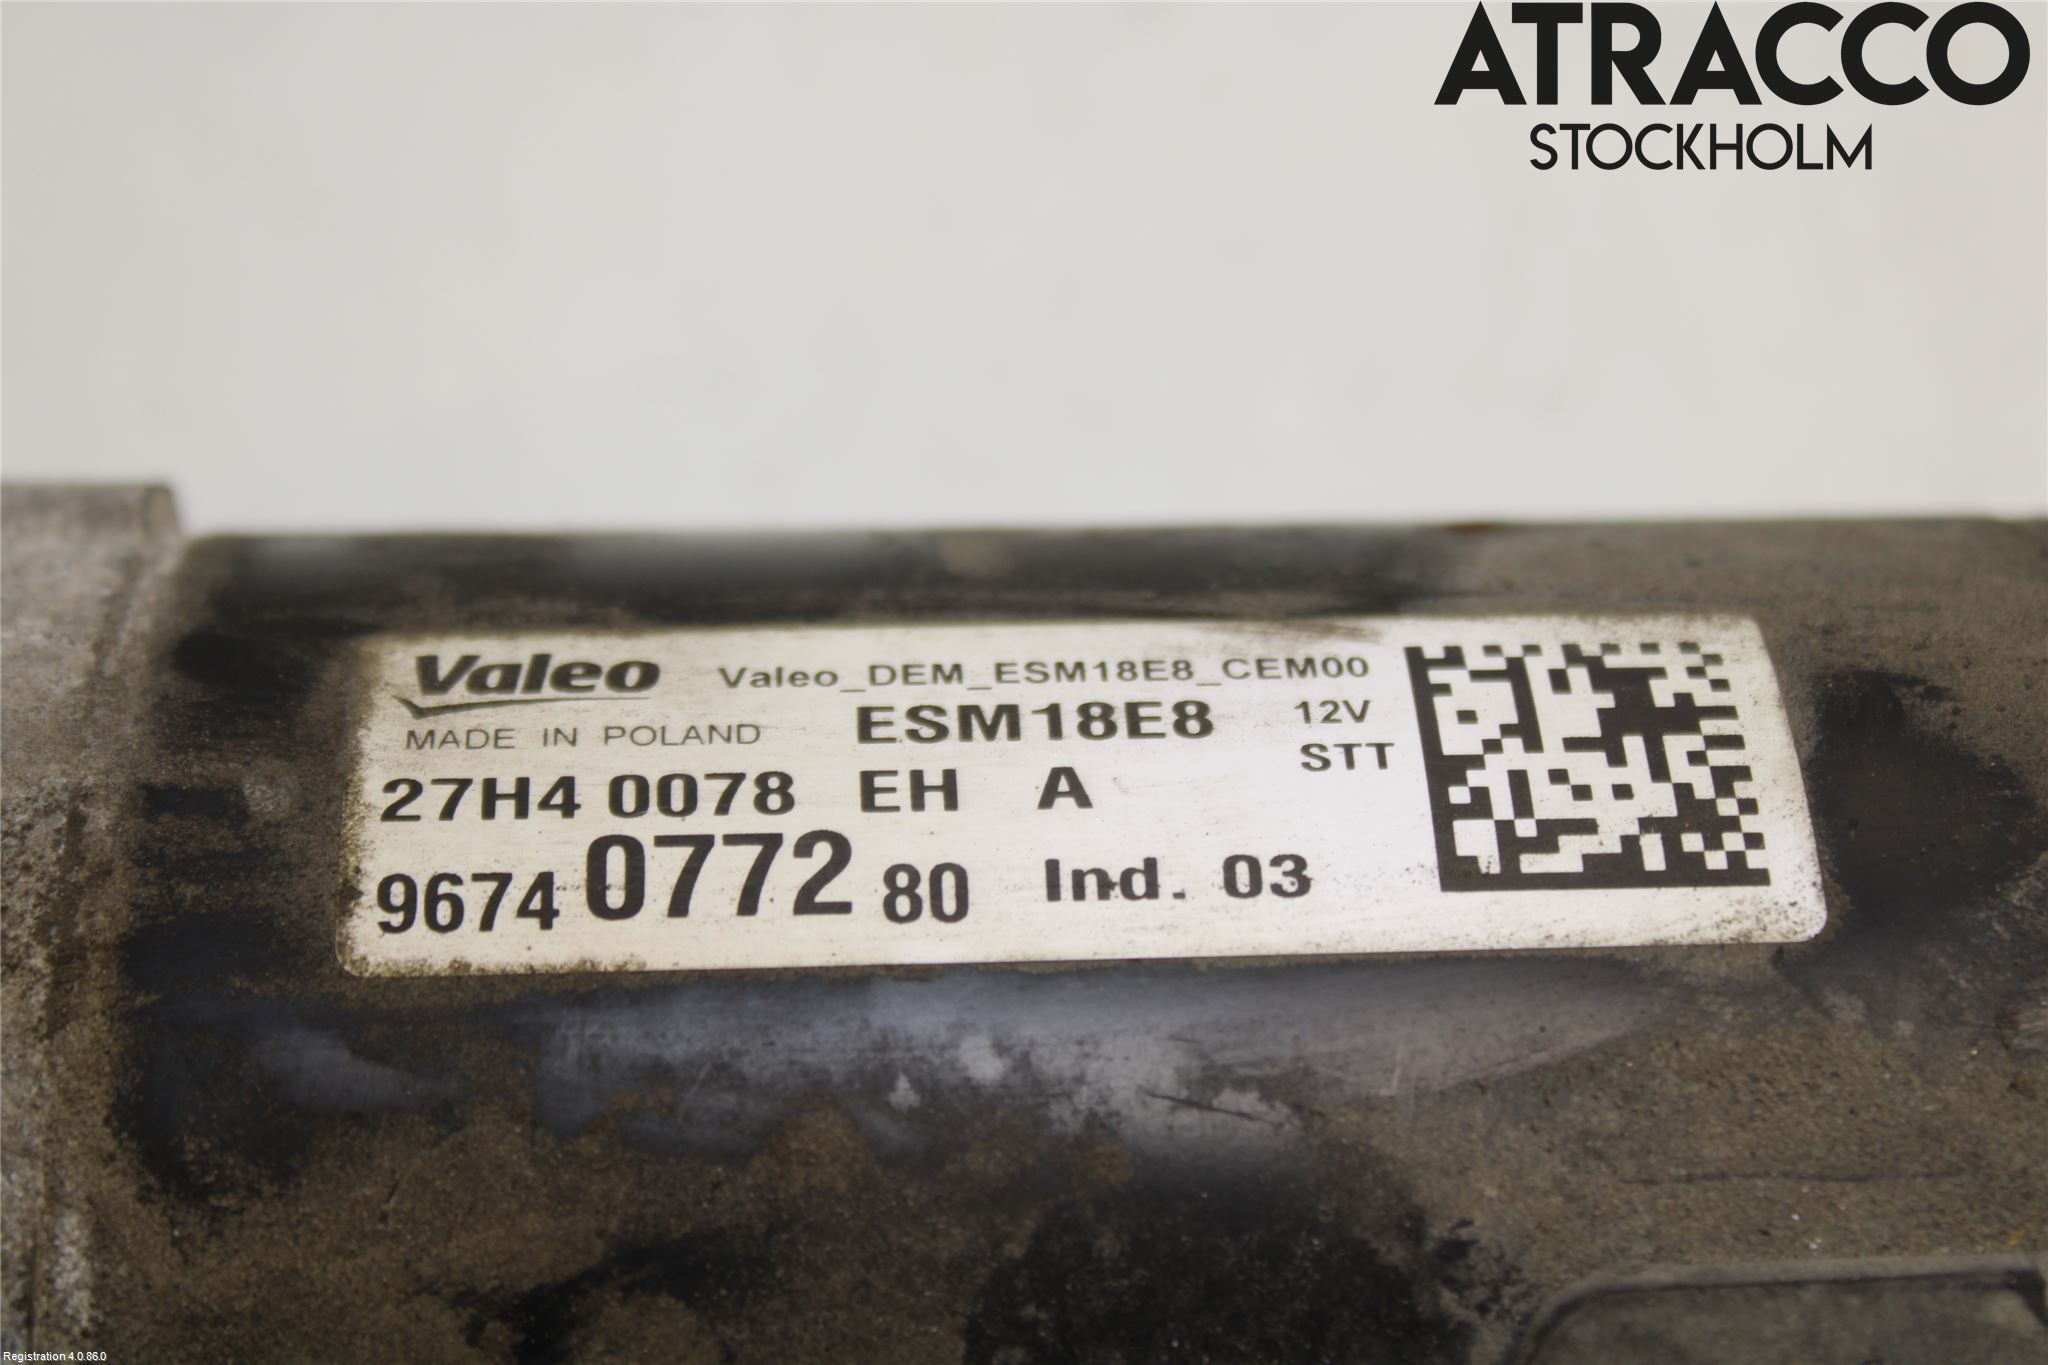 ATRACCO
STOCKHOLM
Valeo Valeo_DEM_ESM18E8_CEM00
MADE IN POLAND ESM18E8 12V
STT
27H4 0078 EH A
9674 0772 80 Ind. 03
Registration 4.0.86.0